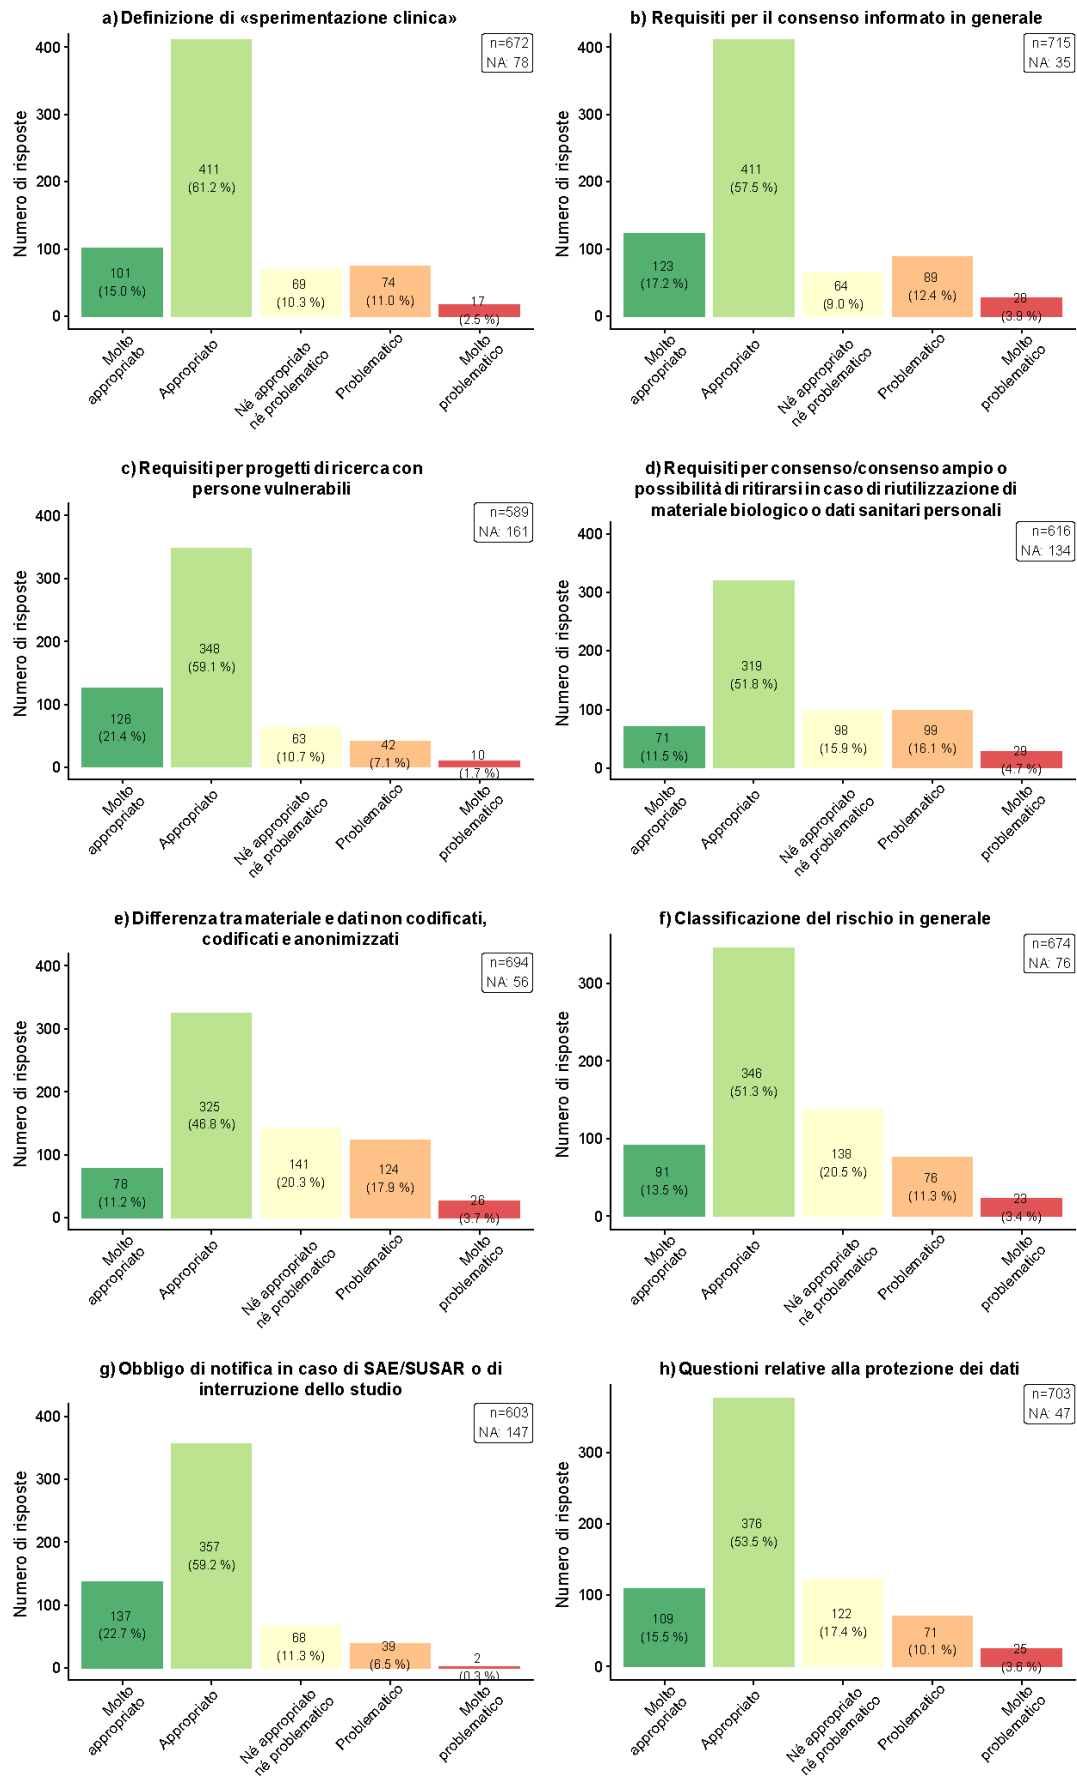 a) Definizione di «sperimentazione clinica»
n=672
NA: 78
Numero di risposte
400
300
200
100
0
101
(15.0 %)
411
(61.2 %)
69
(10.3 %)
74
(11.0 %)
17
(2.5 %)
Molto
appropriato
Appropriato
Né appropriato
né problematico
Problematico
Molto
problematico
b) Requisiti per il consenso informato in generale
n=715
NA: 35
Numero di risposte
400
300
200
100
0
123
(17.2 %)
411
(57.5 %)
64
(9.0 %)
89
(12.4 %)
28
(3.9 %)
Molto
appropriato
Appropriato
Né appropriato
né problematico
Problematico
Molto
problematico
c) Requisiti per progetti di ricerca con
persone vulnerabili
n=589
NA: 161
Numero di risposte
400
300
200
100
0
126
(21.4 %)
348
(59.1 %)
63
(10.7 %)
42
(7.1 %)
10
(1.7 %)
Molto
appropriato
Appropriato
Né appropriato
né problematico
Problematico
Molto
problematico
d) Requisiti per consenso/consenso ampio o
possibilità di ritirarsi in caso di riutilizzazione di
materiale biologico o dati sanitari personali
n=616
NA: 134
Numero di risposte
400
300
200
100
0
71
(11.5 %)
319
(51.8 %)
98
(15.9 %)
99
(16.1 %)
29
(4.7 %)
Molto
appropriato
Appropriato
Né appropriato
né problematico
Problematico
Molto
problematico
e) Differenza tra materiale e dati non codificati,
codificati e anonimizzati
n=694
NA: 56
Numero di risposte
400
300
200
100
0
78
(11.2 %)
325
(46.8 %)
141
(20.3 %)
124
(17.9 %)
26
(3.7 %)
Molto
appropriato
Appropriato
Né appropriato
né problematico
Problematico
Molto
problematico
f) Classificazione del rischio in generale
n=674
NA: 76
Numero di risposte
300
200
100
0
91
(13.5 %)
346
(51.3 %)
138
(20.5 %)
76
(11.3 %)
23
(3.4 %)
Molto
appropriato
Appropriato
Né appropriato
né problematico
Problematico
Molto
problematico
g) Obbligo di notifica in caso di SAE/SUSAR o di
interruzione dello studio
n=603
NA: 147
Numero di risposte
400
300
200
100
0
137
(22.7 %)
357
(59.2 %)
68
(11.3 %)
39
(6.5 %)
2
(0.3 %)
Molto
appropriato
Appropriato
Né appropriato
né problematico
Problematico
Molto
problematico
h) Questioni relative alla protezione dei dati
n=703
NA: 47
Numero di risposte
300
200
100
0
109
(15.5 %)
376
(53.5 %)
122
(17.4 %)
71
(10.1 %)
25
(3.6 %)
Molto
appropriato
Appropriato
Né appropriato
né problematico
Problematico
Molto
problematico